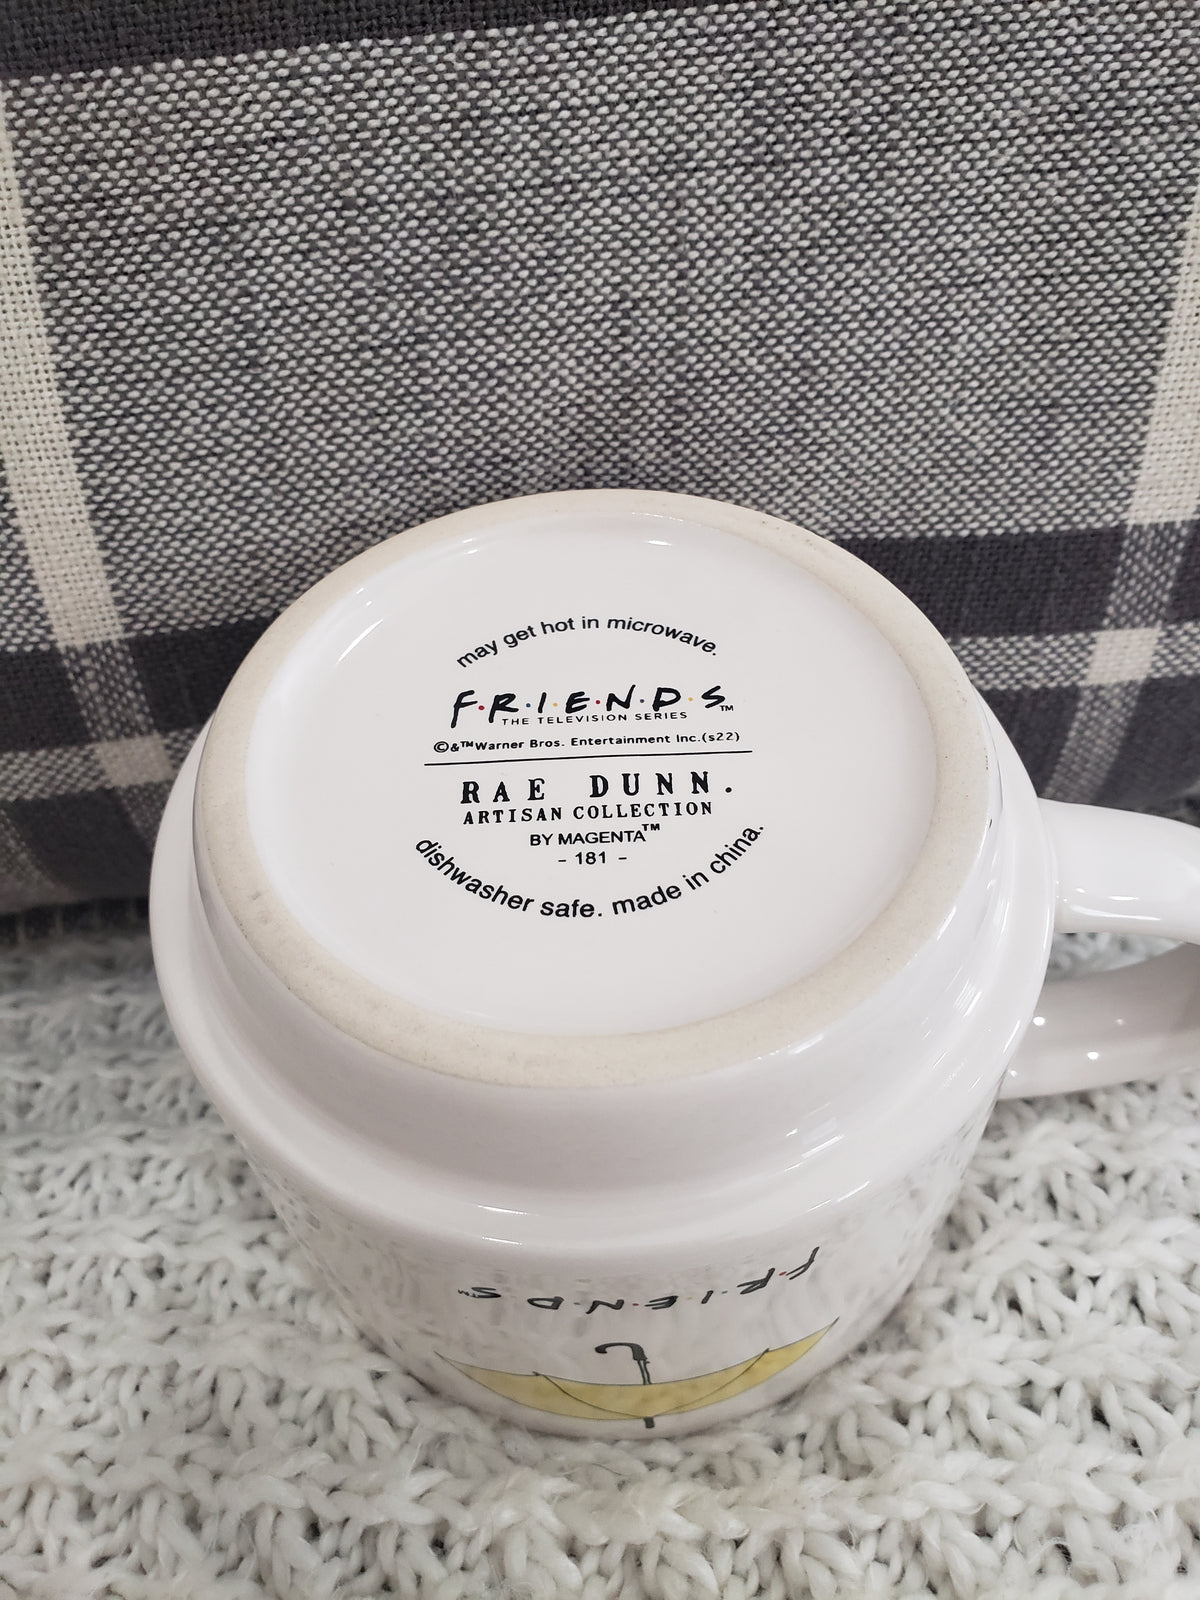 may get hot in microwave.
F·R·I·E·N·D·S™
THE TELEVISION SERIES
©&™Warner Bros. Entertainment Inc.(s22)
RAE DUNN.
ARTISAN COLLECTION
BY MAGENTA™
- 181 -
dishwasher safe. made in china.
F·R·I·E·N·D·S™